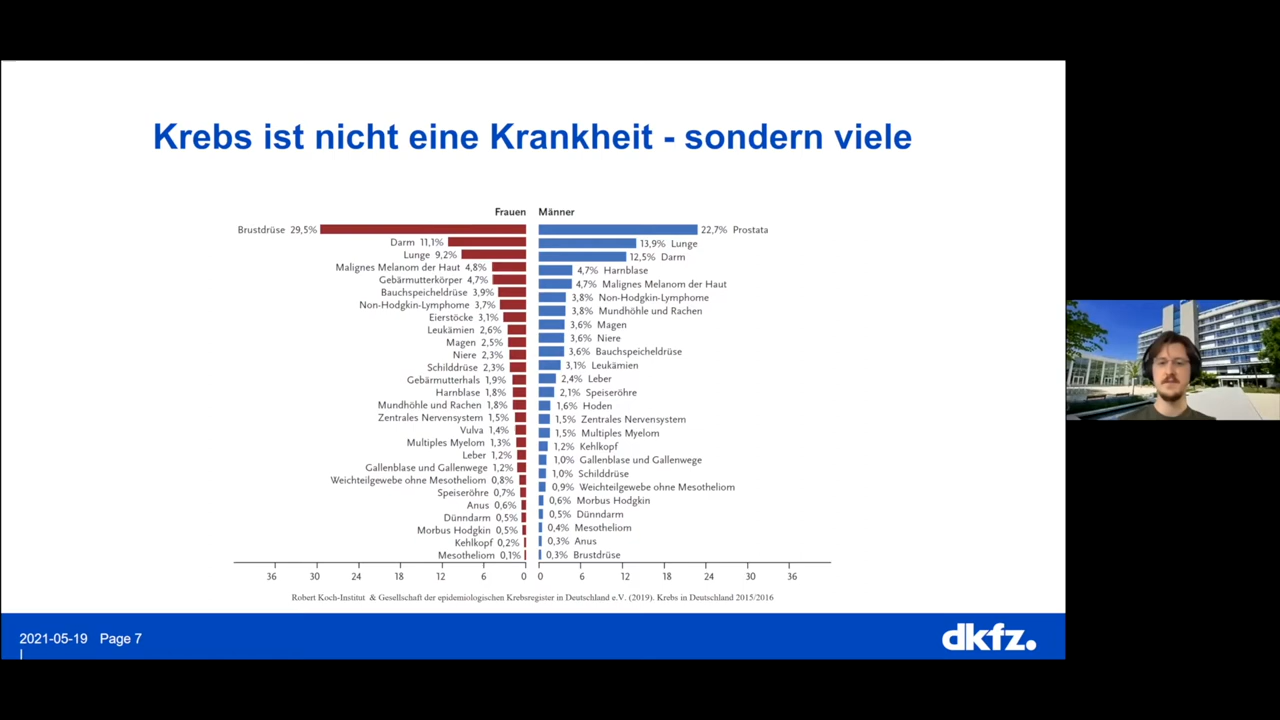 Krebs ist nicht eine Krankheit - sondern viele
Frauen Männer
Brustdrüse 29,5%
Darm 11,1%
Lunge 9,2%
Malignes Melanom der Haut 4,8%
Gebärmutterkörper 4,7%
Bauchspeicheldrüse 3,9%
Non-Hodgkin-Lymphome 3,7%
Eierstöcke 3,1%
Leukämien 2,6%
Magen 2,5%
Niere 2,3%
Schilddrüse 2,3%
Gebärmutterhals 1,9%
Harnblase 1,8%
Mundhöhle und Rachen 1,8%
Zentrales Nervensystem 1,5%
Vulva 1,4%
Multiples Myelom 1,3%
Leber 1,2%
Gallenblase und Gallenwege 1,2%
Weichteilgewebe ohne Mesotheliom 0,8%
Speiseröhre 0,7%
Anus 0,6%
Dünndarm 0,5%
Morbus Hodgkin 0,5%
Kehlkopf 0,2%
Mesotheliom 0,1%
22,7% Prostata
13,9% Lunge
12,5% Darm
4,7% Harnblase
4,7% Malignes Melanom der Haut
3,8% Non-Hodgkin-Lymphome
3,8% Mundhöhle und Rachen
3,6% Magen
3,6% Niere
3,6% Bauchspeicheldrüse
3,1% Leukämien
2,4% Leber
2,1% Speiseröhre
1,6% Hoden
1,5% Zentrales Nervensystem
1,5% Multiples Myelom
1,2% Kehlkopf
1,0% Gallenblase und Gallenwege
1,0% Schilddrüse
0,9% Weichteilgewebe ohne Mesotheliom
0,6% Morbus Hodgkin
0,5% Dünndarm
0,4% Mesotheliom
0,3% Anus
0,3% Brustdrüse
36 30 24 18 12 6 0 0 6 12 18 24 30 36
Robert Koch-Institut & Gesellschaft der epidemiologischen Krebsregister in Deutschland e.V. (2019). Krebs in Deutschland 2015/2016
2021-05-19 Page 7
dkfz.